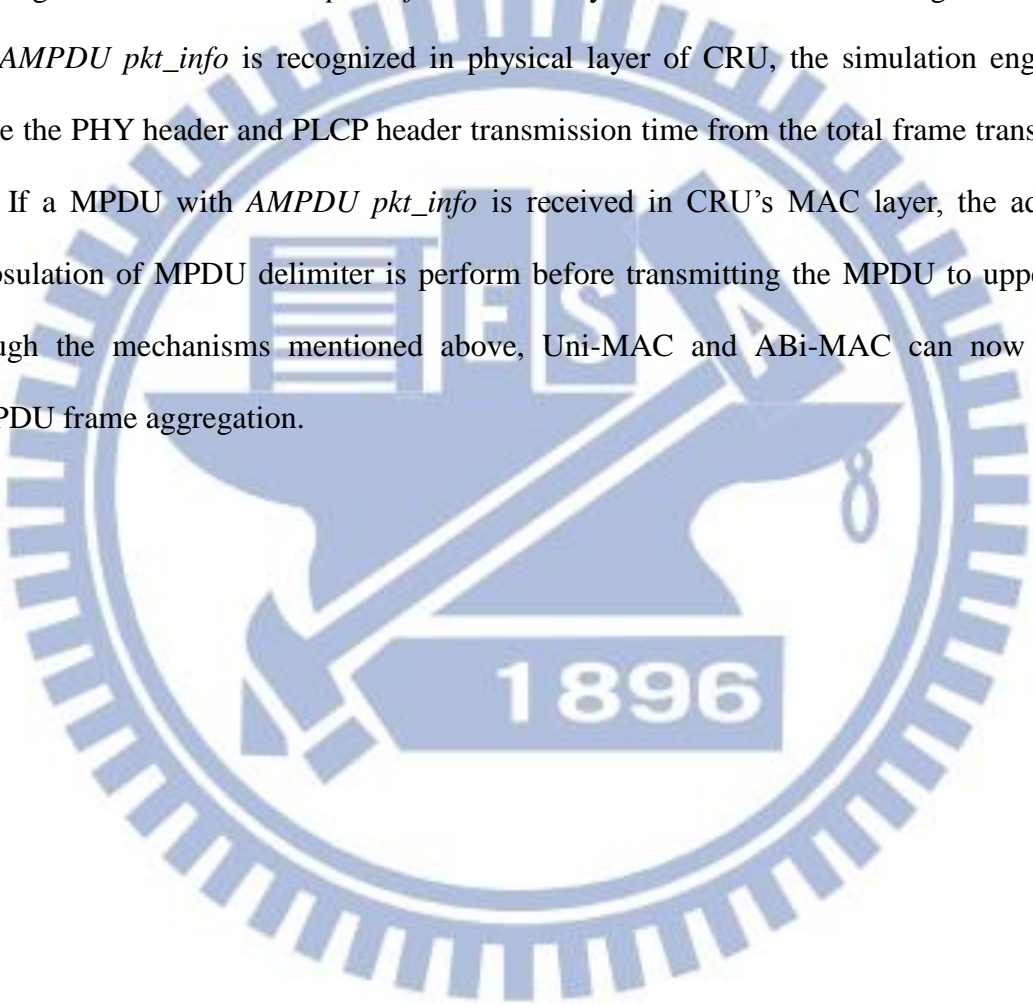 AMPDU pkt_info is recognized in physical layer of CRU, the simulation eng
e the PHY header and PLCP header transmission time from the total frame trans
If a MPDU with AMPDU pkt_info is received in CRU's MAC layer, the ad
psulation of MPDU delimiter is perform before transmitting the MPDU to uppe
ugh the mechanisms mentioned above, Uni-MAC and ABi-MAC can now
PDU frame aggregation.
E S A
1896